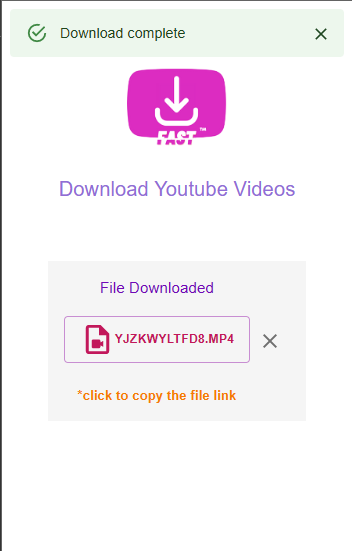 Download complete
FAST™
Download Youtube Videos
File Downloaded
YJZKWYLTFD8.MP4
*click to copy the file link